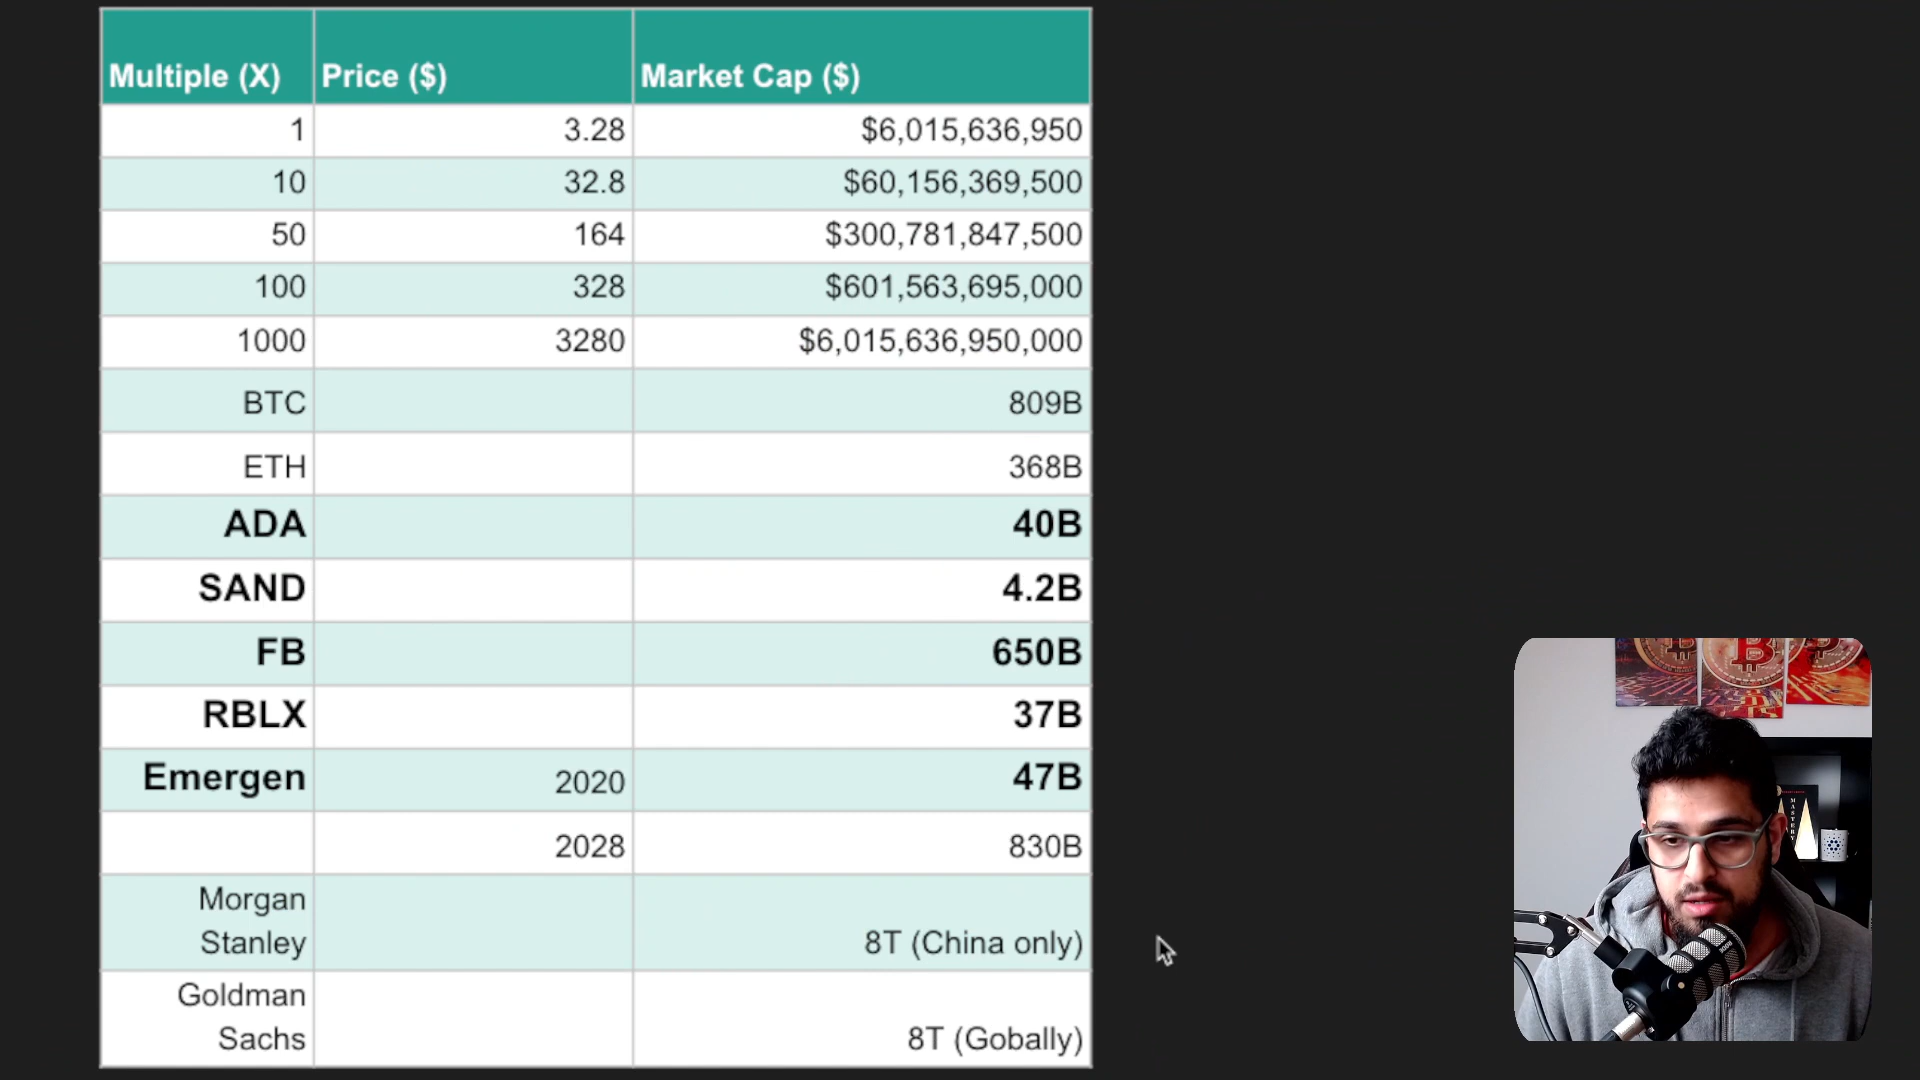 Multiple (X) Price ($) Market Cap ($)
1 3.28 $6,015,636,950
10 32.8 $60,156,369,500
50 164 $300,781,847,500
100 328 $601,563,695,000
1000 3280 $6,015,636,950,000
BTC 809B
ETH 368B
ADA 40B
SAND 4.2B
FB 650B
RBLX 37B
Emergen 2020 47B
2028 830B
Morgan
Stanley 8T (China only)
Goldman
Sachs 8T (Gobally)